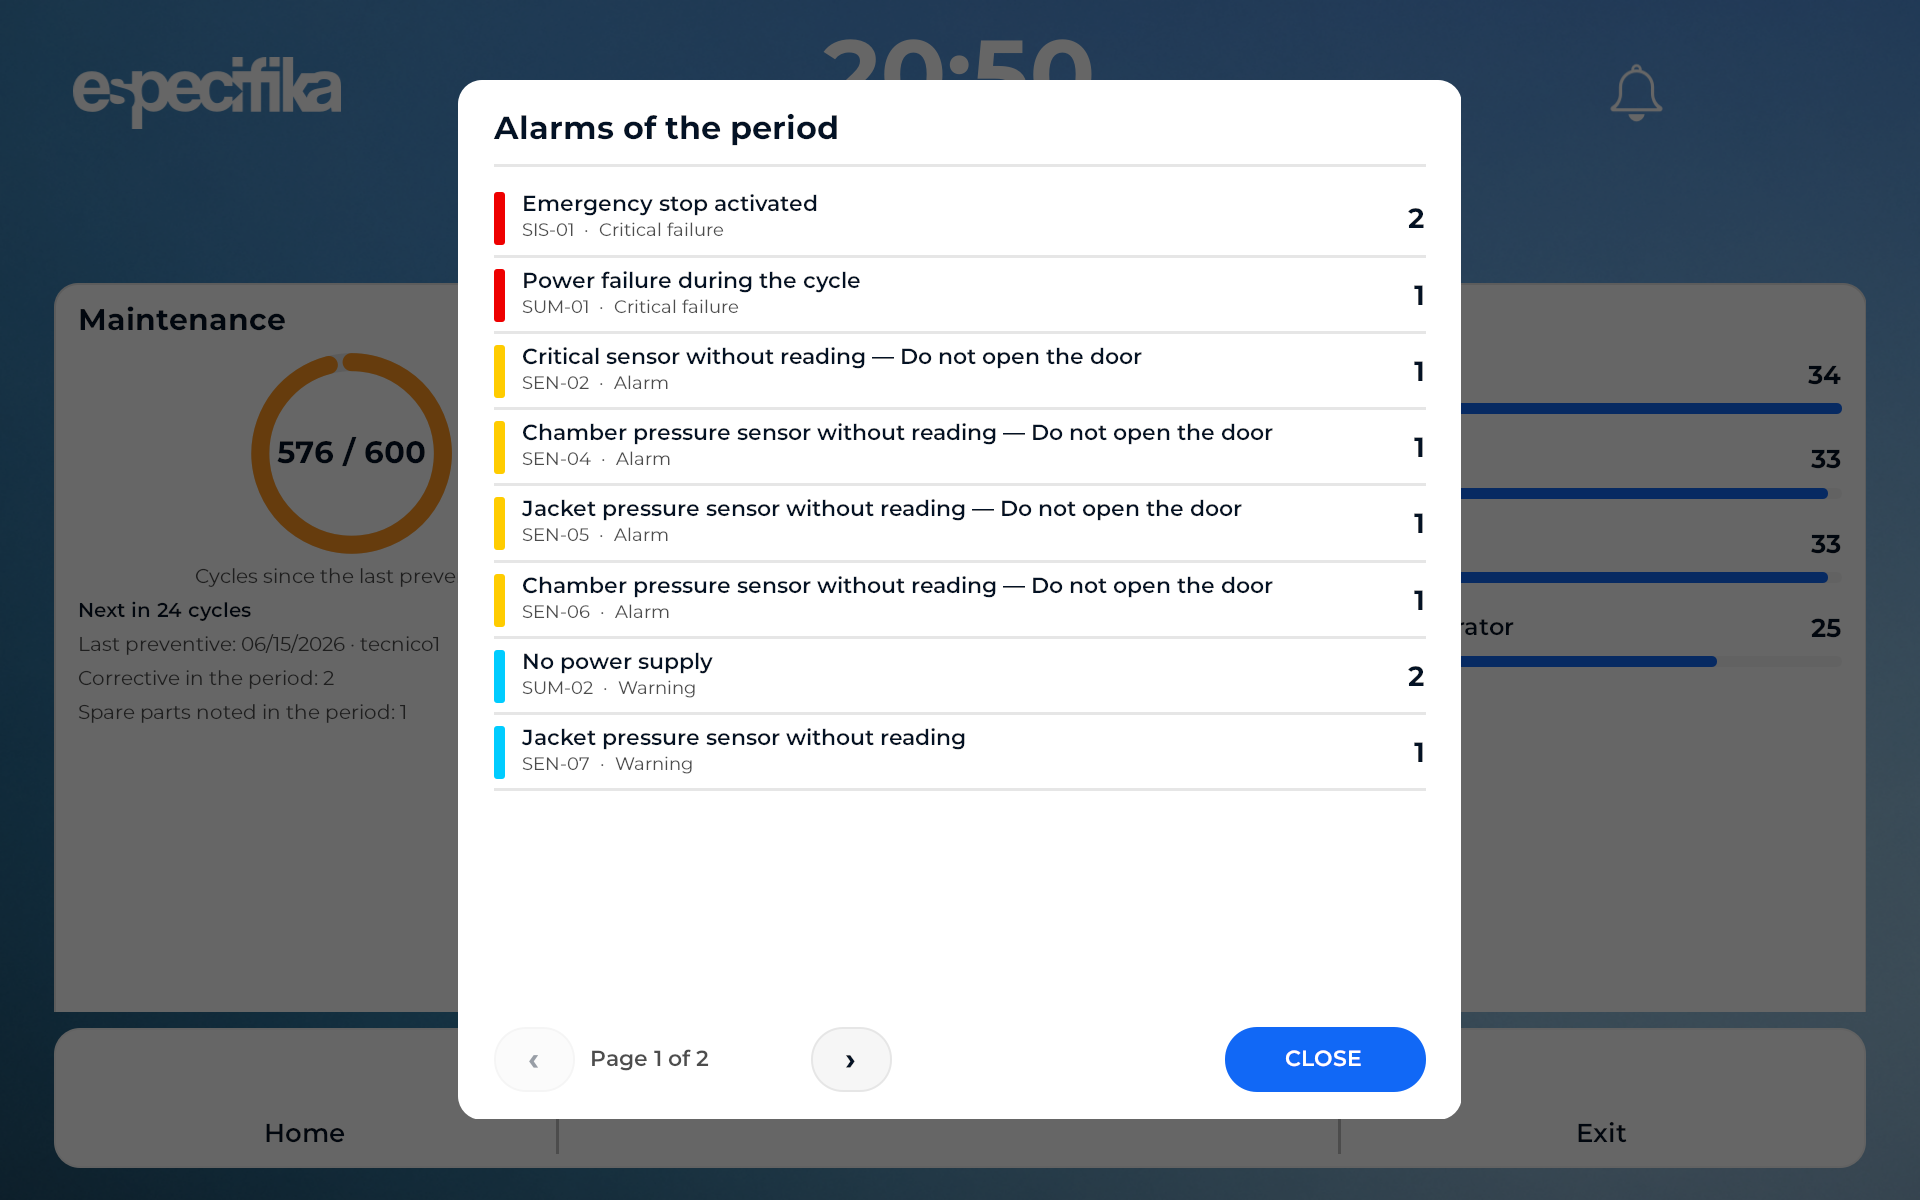 especifika
20:50
Alarms of the period
Emergency stop activated
SIS-01 · Critical failure
2
Power failure during the cycle
SUM-01 · Critical failure
1
Critical sensor without reading — Do not open the door
SEN-02 · Alarm
1
Chamber pressure sensor without reading — Do not open the door
SEN-04 · Alarm
1
Jacket pressure sensor without reading — Do not open the door
SEN-05 · Alarm
1
Chamber pressure sensor without reading — Do not open the door
SEN-06 · Alarm
1
No power supply
SUM-02 · Warning
2
Jacket pressure sensor without reading
SEN-07 · Warning
1
‹ Page 1 of 2 ›
CLOSE
Maintenance
576 / 600
Cycles since the last preve
Next in 24 cycles
Last preventive: 06/15/2026 · tecnico1
Corrective in the period: 2
Spare parts noted in the period: 1
34
33
33
rator 25
Home
Exit